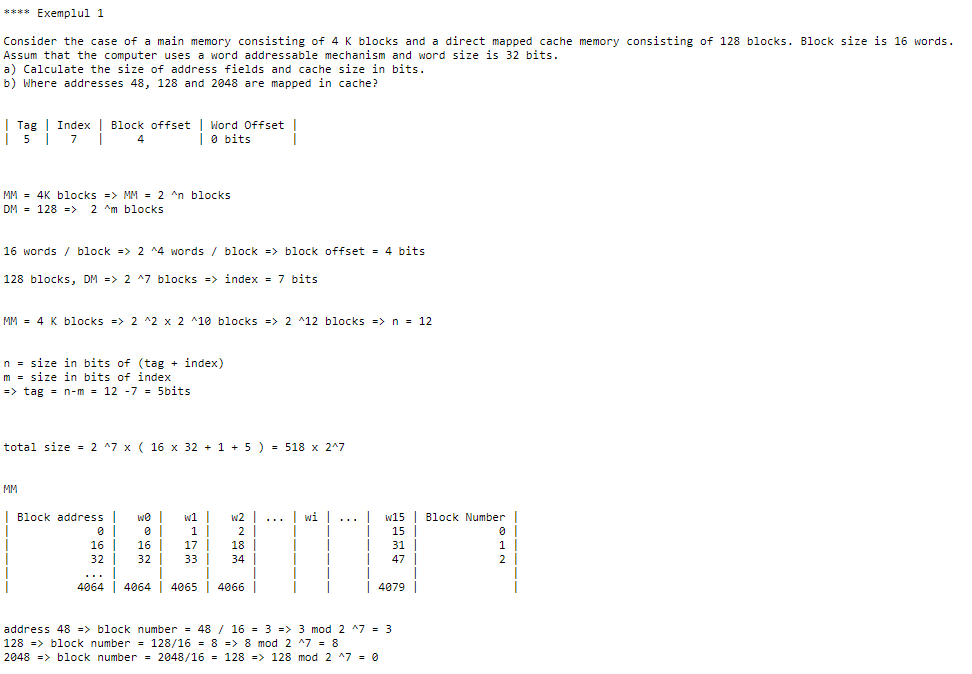 **** Exemplul 1
Consider the case of a main memory consisting of 4 K blocks and a direct mapped cache memory consisting of 128 blocks. Block size is 16 words.
Assum that the computer uses a word addressable mechanism and word size is 32 bits.
a) Calculate the size of address fields and cache size in bits.
b) Where addresses 48, 128 and 2048 are mapped in cache?
| Tag | Index | Block offset | Word Offset |
| 5 | 7 | 4 | 0 bits |
MM = 4K blocks => MM = 2 ^n blocks
DM = 128 => 2 ^m blocks
16 words / block => 2 ^4 words / block => block offset = 4 bits
128 blocks, DM => 2 ^7 blocks => index = 7 bits
MM = 4 K blocks => 2 ^2 x 2 ^10 blocks => 2 ^12 blocks => n = 12
n = size in bits of (tag + index)
m = size in bits of index
=> tag = n-m = 12 -7 = 5bits
total size = 2 ^7 x ( 16 x 32 + 1 + 5 ) = 518 x 2^7
MM
| Block address | w0 | w1 | w2 | ... | wi | ... | w15 | Block Number |
| 0 | 0 | 1 | 2 | | | | 15 | 0 |
| 16 | 16 | 17 | 18 | | | | 31 | 1 |
| 32 | 32 | 33 | 34 | | | | 47 | 2 |
| ... | | | | | | | | |
| 4064 | 4064 | 4065 | 4066 | | | | 4079 | |
address 48 => block number = 48 / 16 = 3 => 3 mod 2 ^7 = 3
128 => block number = 128/16 = 8 => 8 mod 2 ^7 = 8
2048 => block number = 2048/16 = 128 => 128 mod 2 ^7 = 0